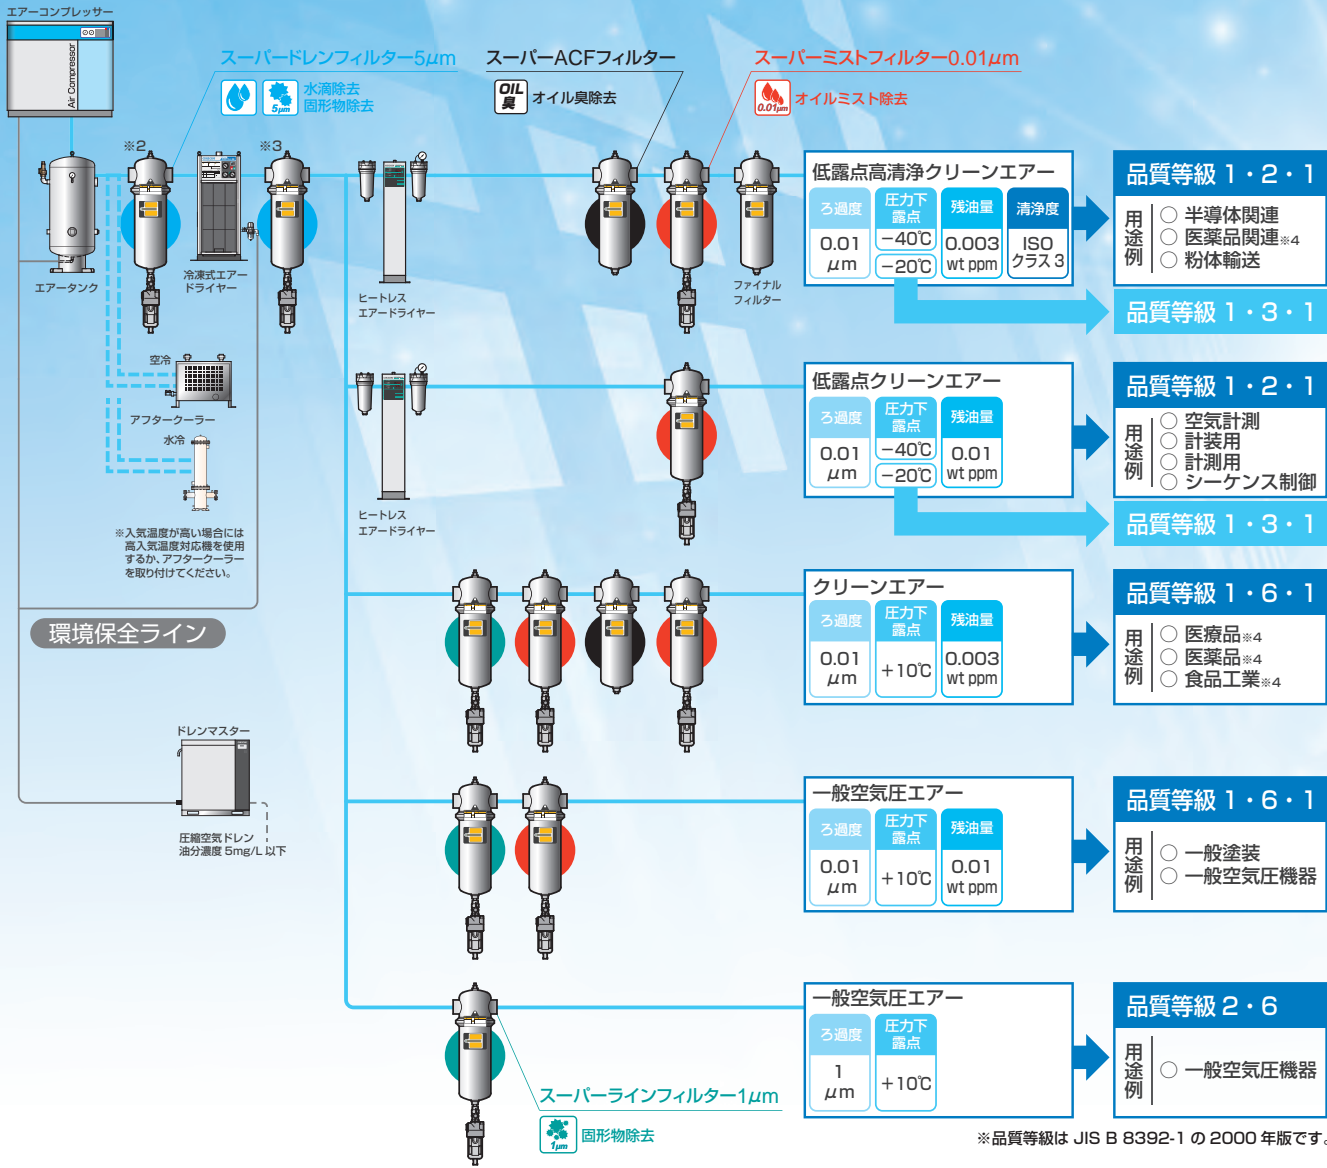 エアーコンプレッサー
Air Compressor
スーパードレンフィルター5μm
水滴除去
5μm
固形物除去
スーパーACFフィルター
OIL
臭
オイル臭除去
スーパーミストフィルター0.01μm
0.01μm
オイルミスト除去
※2
※3
エアータンク
冷凍式エアー
ドライヤー
ヒートレス
エアードライヤー
ファイナル
フィルター
低露点高清浄クリーンエアー
ろ過度
圧力下
露点
残油量
清浄度
0.01
μm
−40℃
−20℃
0.003
wt ppm
ISO
クラス3
品質等級 1・2・1
用途例
○ 半導体関連
○ 医薬品関連※4
○ 粉体輸送
品質等級 1・3・1
空冷
アフタークーラー
水冷
※入気温度が高い場合には
高入気温度対応機を使用
するか、アフタークーラー
を取り付けてください。
ヒートレス
エアードライヤー
低露点クリーンエアー
ろ過度
圧力下
露点
残油量
0.01
μm
−40℃
−20℃
0.01
wt ppm
品質等級 1・2・1
用途例
○ 空気計測
○ 計装用
○ 計測用
○ シーケンス制御
品質等級 1・3・1
環境保全ライン
クリーンエアー
ろ過度
圧力下
露点
残油量
0.01
μm
+10℃
0.003
wt ppm
品質等級 1・6・1
用途例
○ 医療品※4
○ 医薬品※4
○ 食品工業※4
ドレンマスター
圧縮空気ドレン
油分濃度 5mg/L 以下
一般空気圧エアー
ろ過度
圧力下
露点
残油量
0.01
μm
+10℃
0.01
wt ppm
品質等級 1・6・1
用途例
○ 一般塗装
○ 一般空気圧機器
一般空気圧エアー
ろ過度
圧力下
露点
1
μm
+10℃
品質等級 2・6
用途例
○ 一般空気圧機器
スーパーラインフィルター1μm
1μm
固形物除去
※品質等級は JIS B 8392-1 の 2000 年版です。